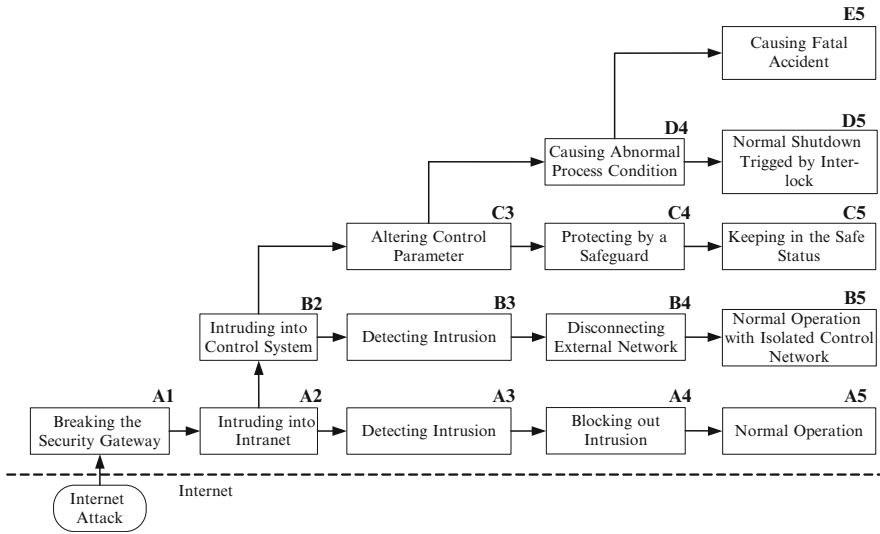 E5
Causing Fatal
Accident
D4
D5
Causing Abnormal
Process Condition
Normal Shutdown
Trigged by Inter-
lock
C3
C4
C5
Altering Control
Parameter
Protecting by a
Safeguard
Keeping in the Safe
Status
B2
B3
B4
B5
Intruding into
Control System
Detecting Intrusion
Disconnecting
External Network
Normal Operation
with Isolated Control
Network
A1
A2
A3
A4
A5
Breaking the
Security Gateway
Intruding into
Intranet
Detecting Intrusion
Blocking out
Intrusion
Normal Operation
Internet
Internet
Attack